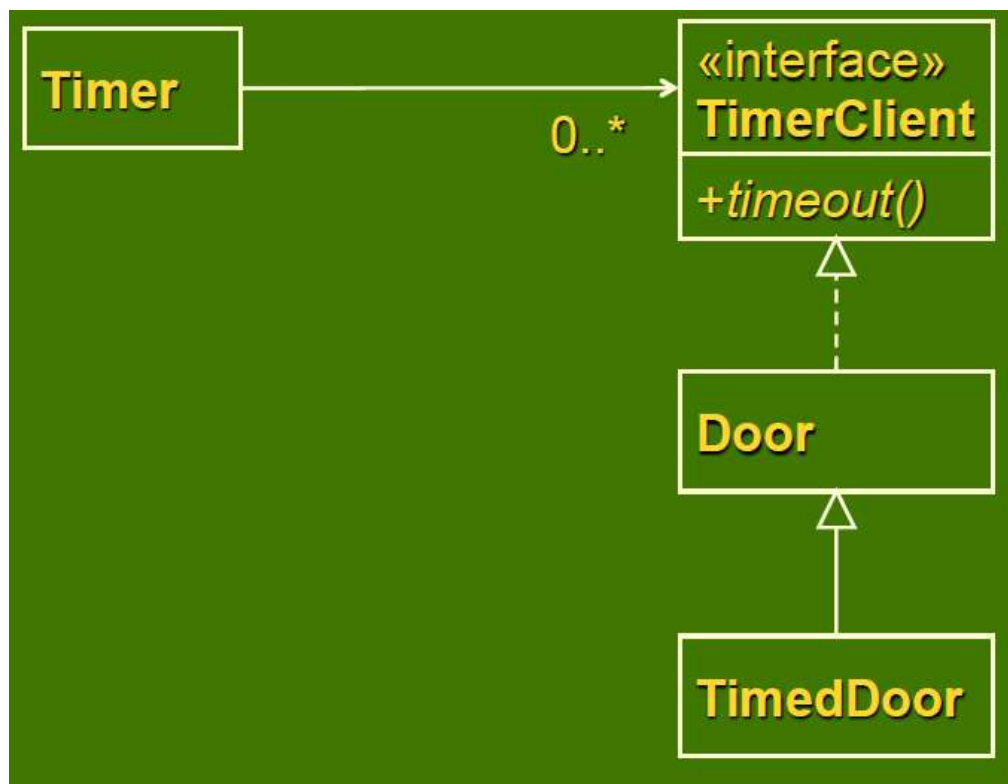 Timer
0..*
«interface»
TimerClient
+timeout()
Door
TimedDoor